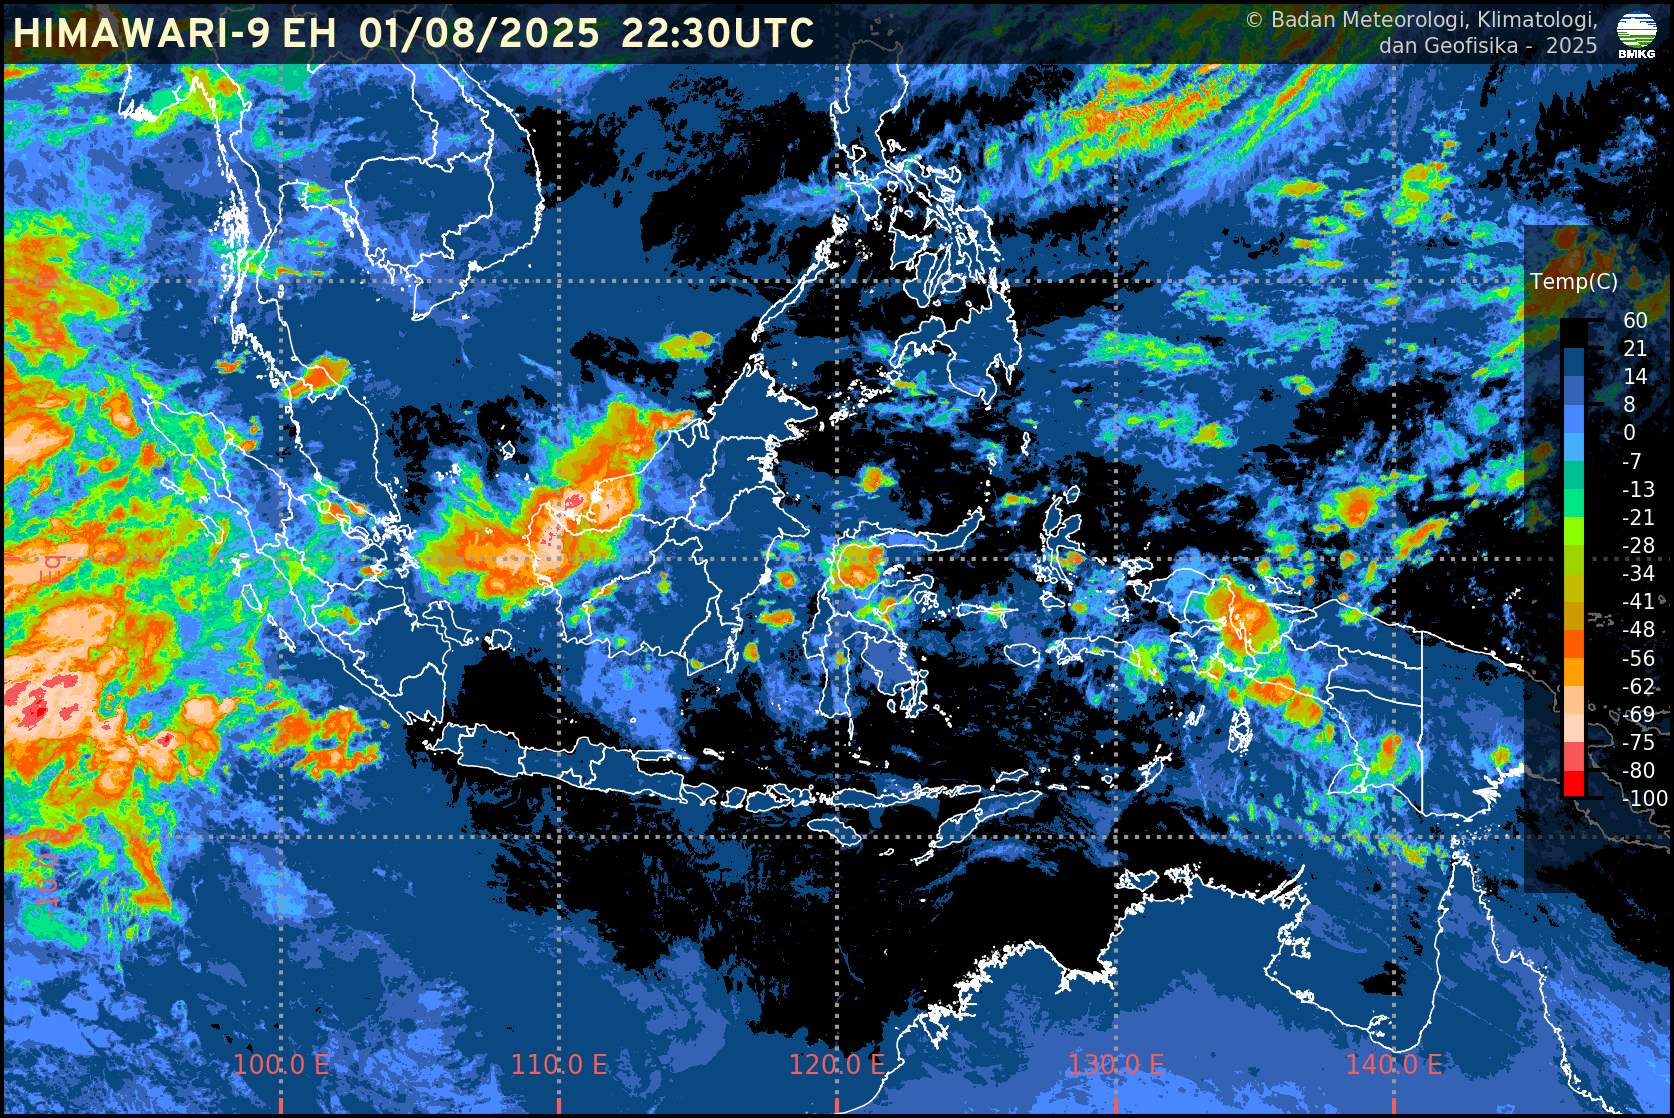 HIMAWARI-9 EH 01/08/2025 22:30UTC
© Badan Meteorologi, Klimatologi,
dan Geofisika - 2025
BMKG
Temp(C)
60
21
14
8
0
-7
-13
-21
-28
-34
-41
-48
-56
-62
-69
-75
-80
-100
EQ
100.0 E
110.0 E
120.0 E
130.0 E
140.0 E